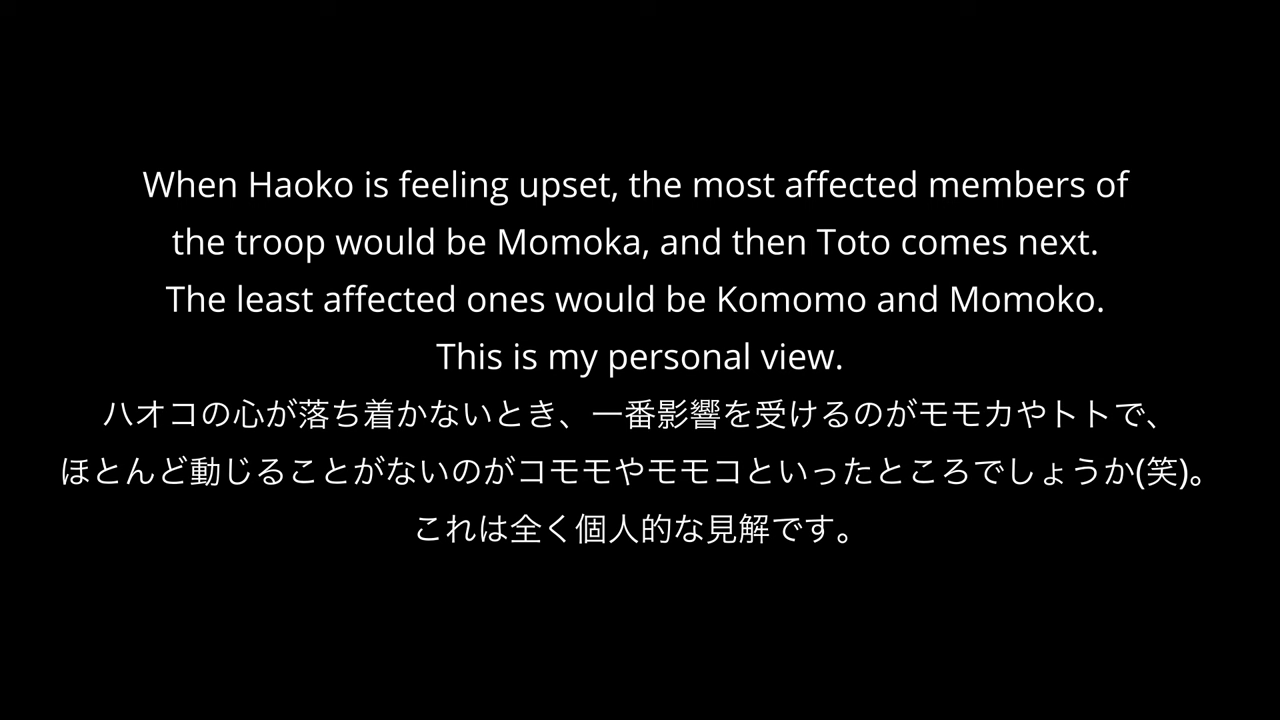 When Haoko is feeling upset, the most affected members of
the troop would be Momoka, and then Toto comes next.
The least affected ones would be Komomo and Momoko.
This is my personal view.
ハオコの心が落ち着かないとき、一番影響を受けるのがモモカやトトで、
ほとんど動じることがないのがコモモやモモコといったところでしょうか(笑)。
これは全く個人的な見解です。